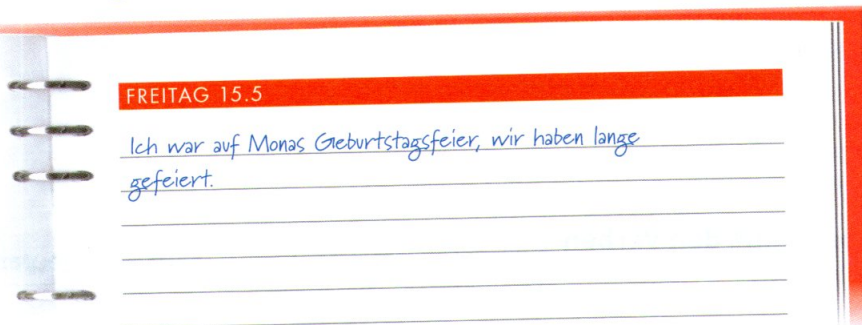 FREITAG 15.5
Ich war auf Monas Geburtstagsfeier, wir haben lange
gefeiert.